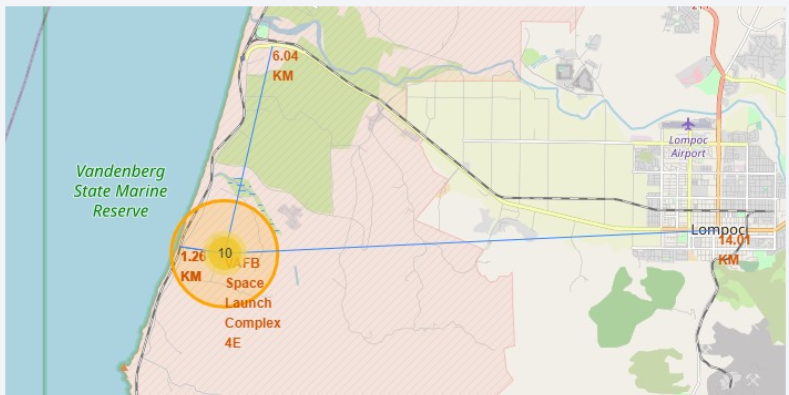 6.04
KM
Lompoc
Airport
Vandenberg
State Marine
Reserve
Lompoc
14.01
KM
1.26
KM
10
VAFB
Space
Launch
Complex
4E